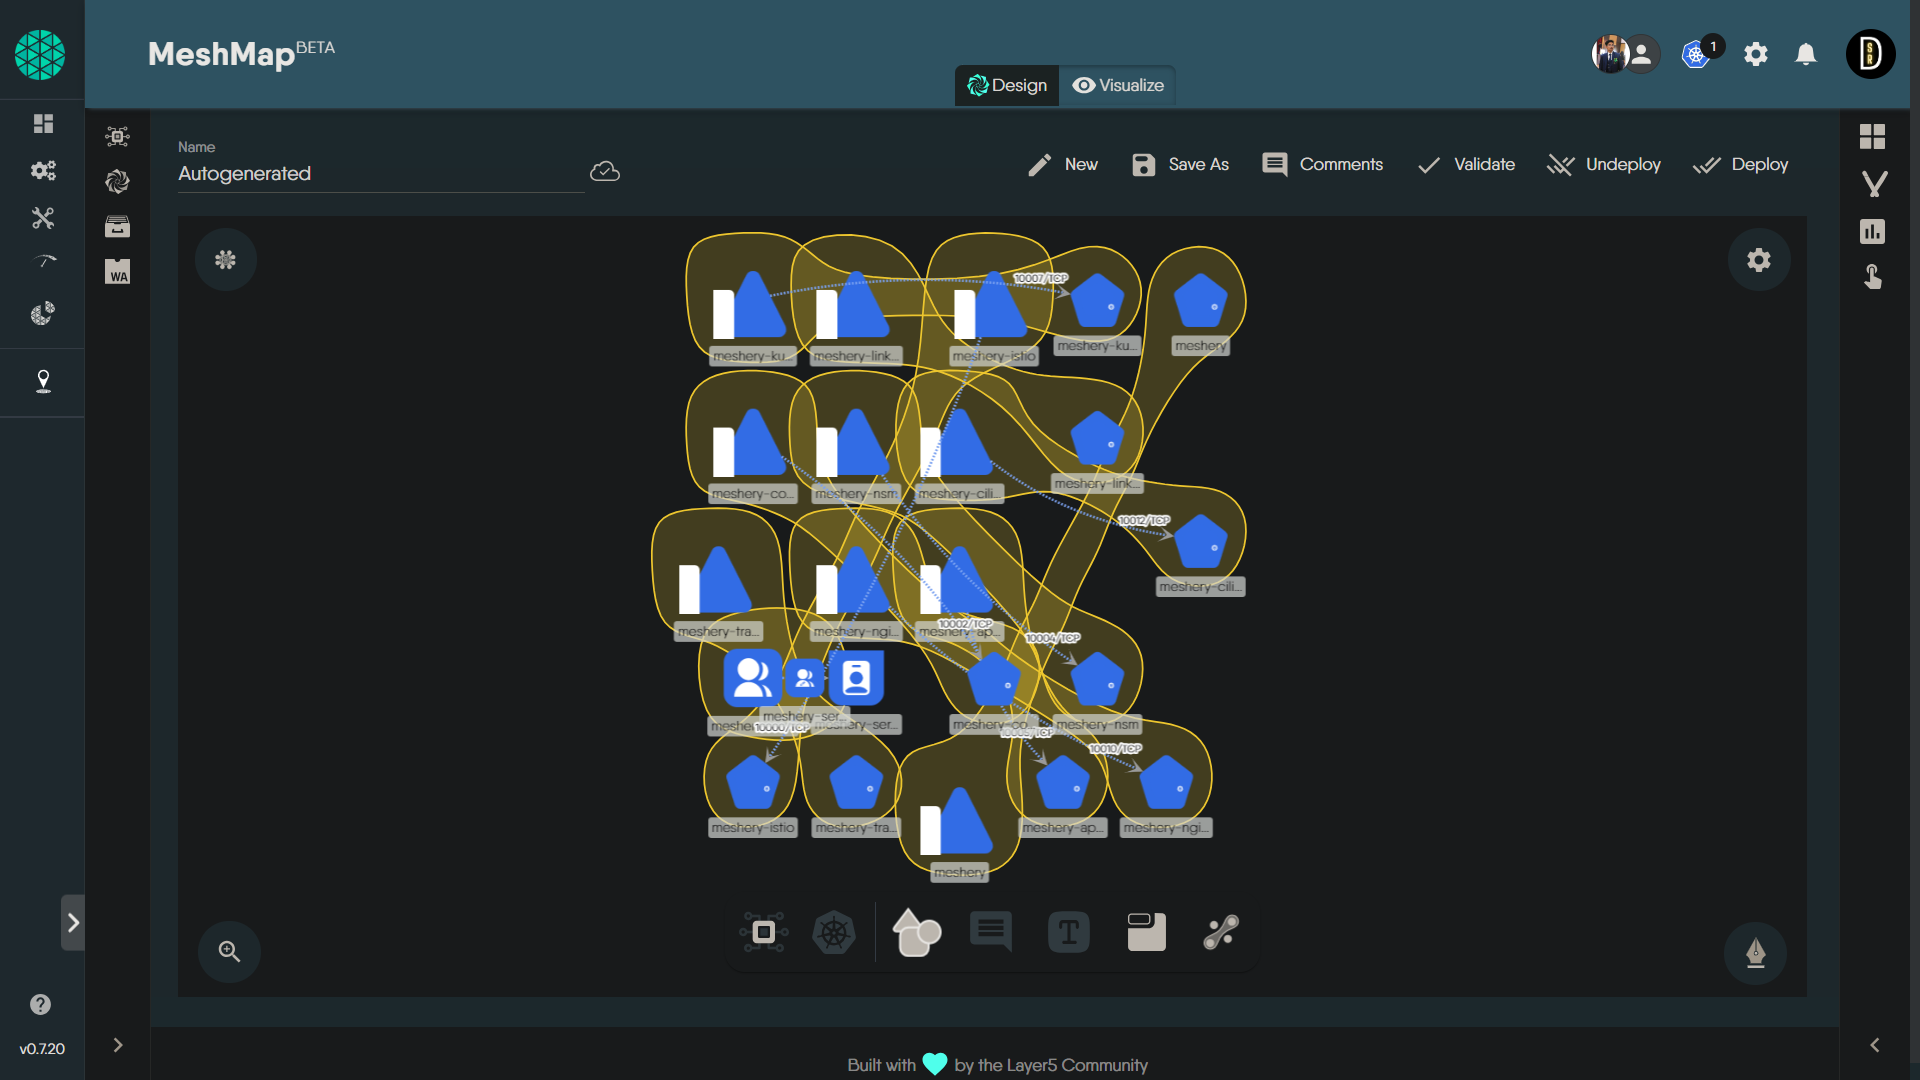 MeshMap BETA
1
Design
Visualize
Name
Autogenerated
New
Save As
Comments
Validate
Undeploy
Deploy
WA
10007/TCP
meshery-ku...
meshery-link...
meshery-istio
meshery-ku...
meshery
meshery-co...
meshery-nsm
meshery-cili...
meshery-link...
10012/TCP
meshery-cili...
meshery-tra...
meshery-ngi...
meshery-ap...
10002/TCP
10004/TCP
meshery-ser...
meshery-ser...
10000/TCP
meshery-co...
meshery-nsm
10010/TCP
meshery-istio
meshery-tra...
meshery-ap...
meshery-ngi...
meshery
T
v0.7.20
Built with by the Layer5 Community